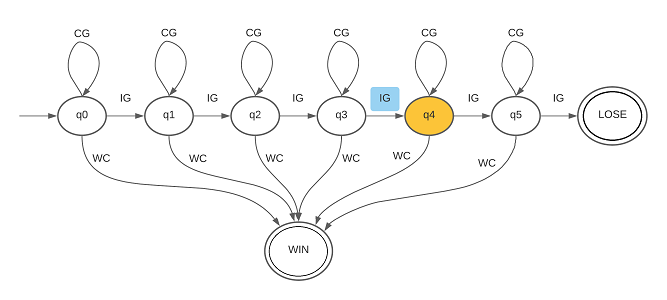 CG CG CG CG CG CG
IG IG IG IG IG IG
q0 q1 q2 q3 q4 q5 LOSE
WC WC WC WC WC WC
WIN